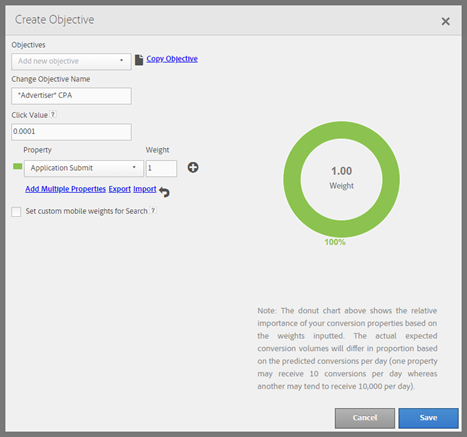 Create Objective
Objectives
Add new objective
Copy Objective
Change Objective Name
"Advertiser" CPA
Click Value ?
0.0001
Property Weight
Application Submit 1
Add Multiple Properties Export Import
Set custom mobile weights for Search ?
1.00
Weight
100%
Note: The donut chart above shows the relative
importance of your conversion properties based on
the weights inputted. The actual expected
conversion volumes will differ in proportion based
on the predicted conversions per day (one property
may receive 10 conversions per day whereas
another may tend to receive 10,000 per day).
Cancel Save